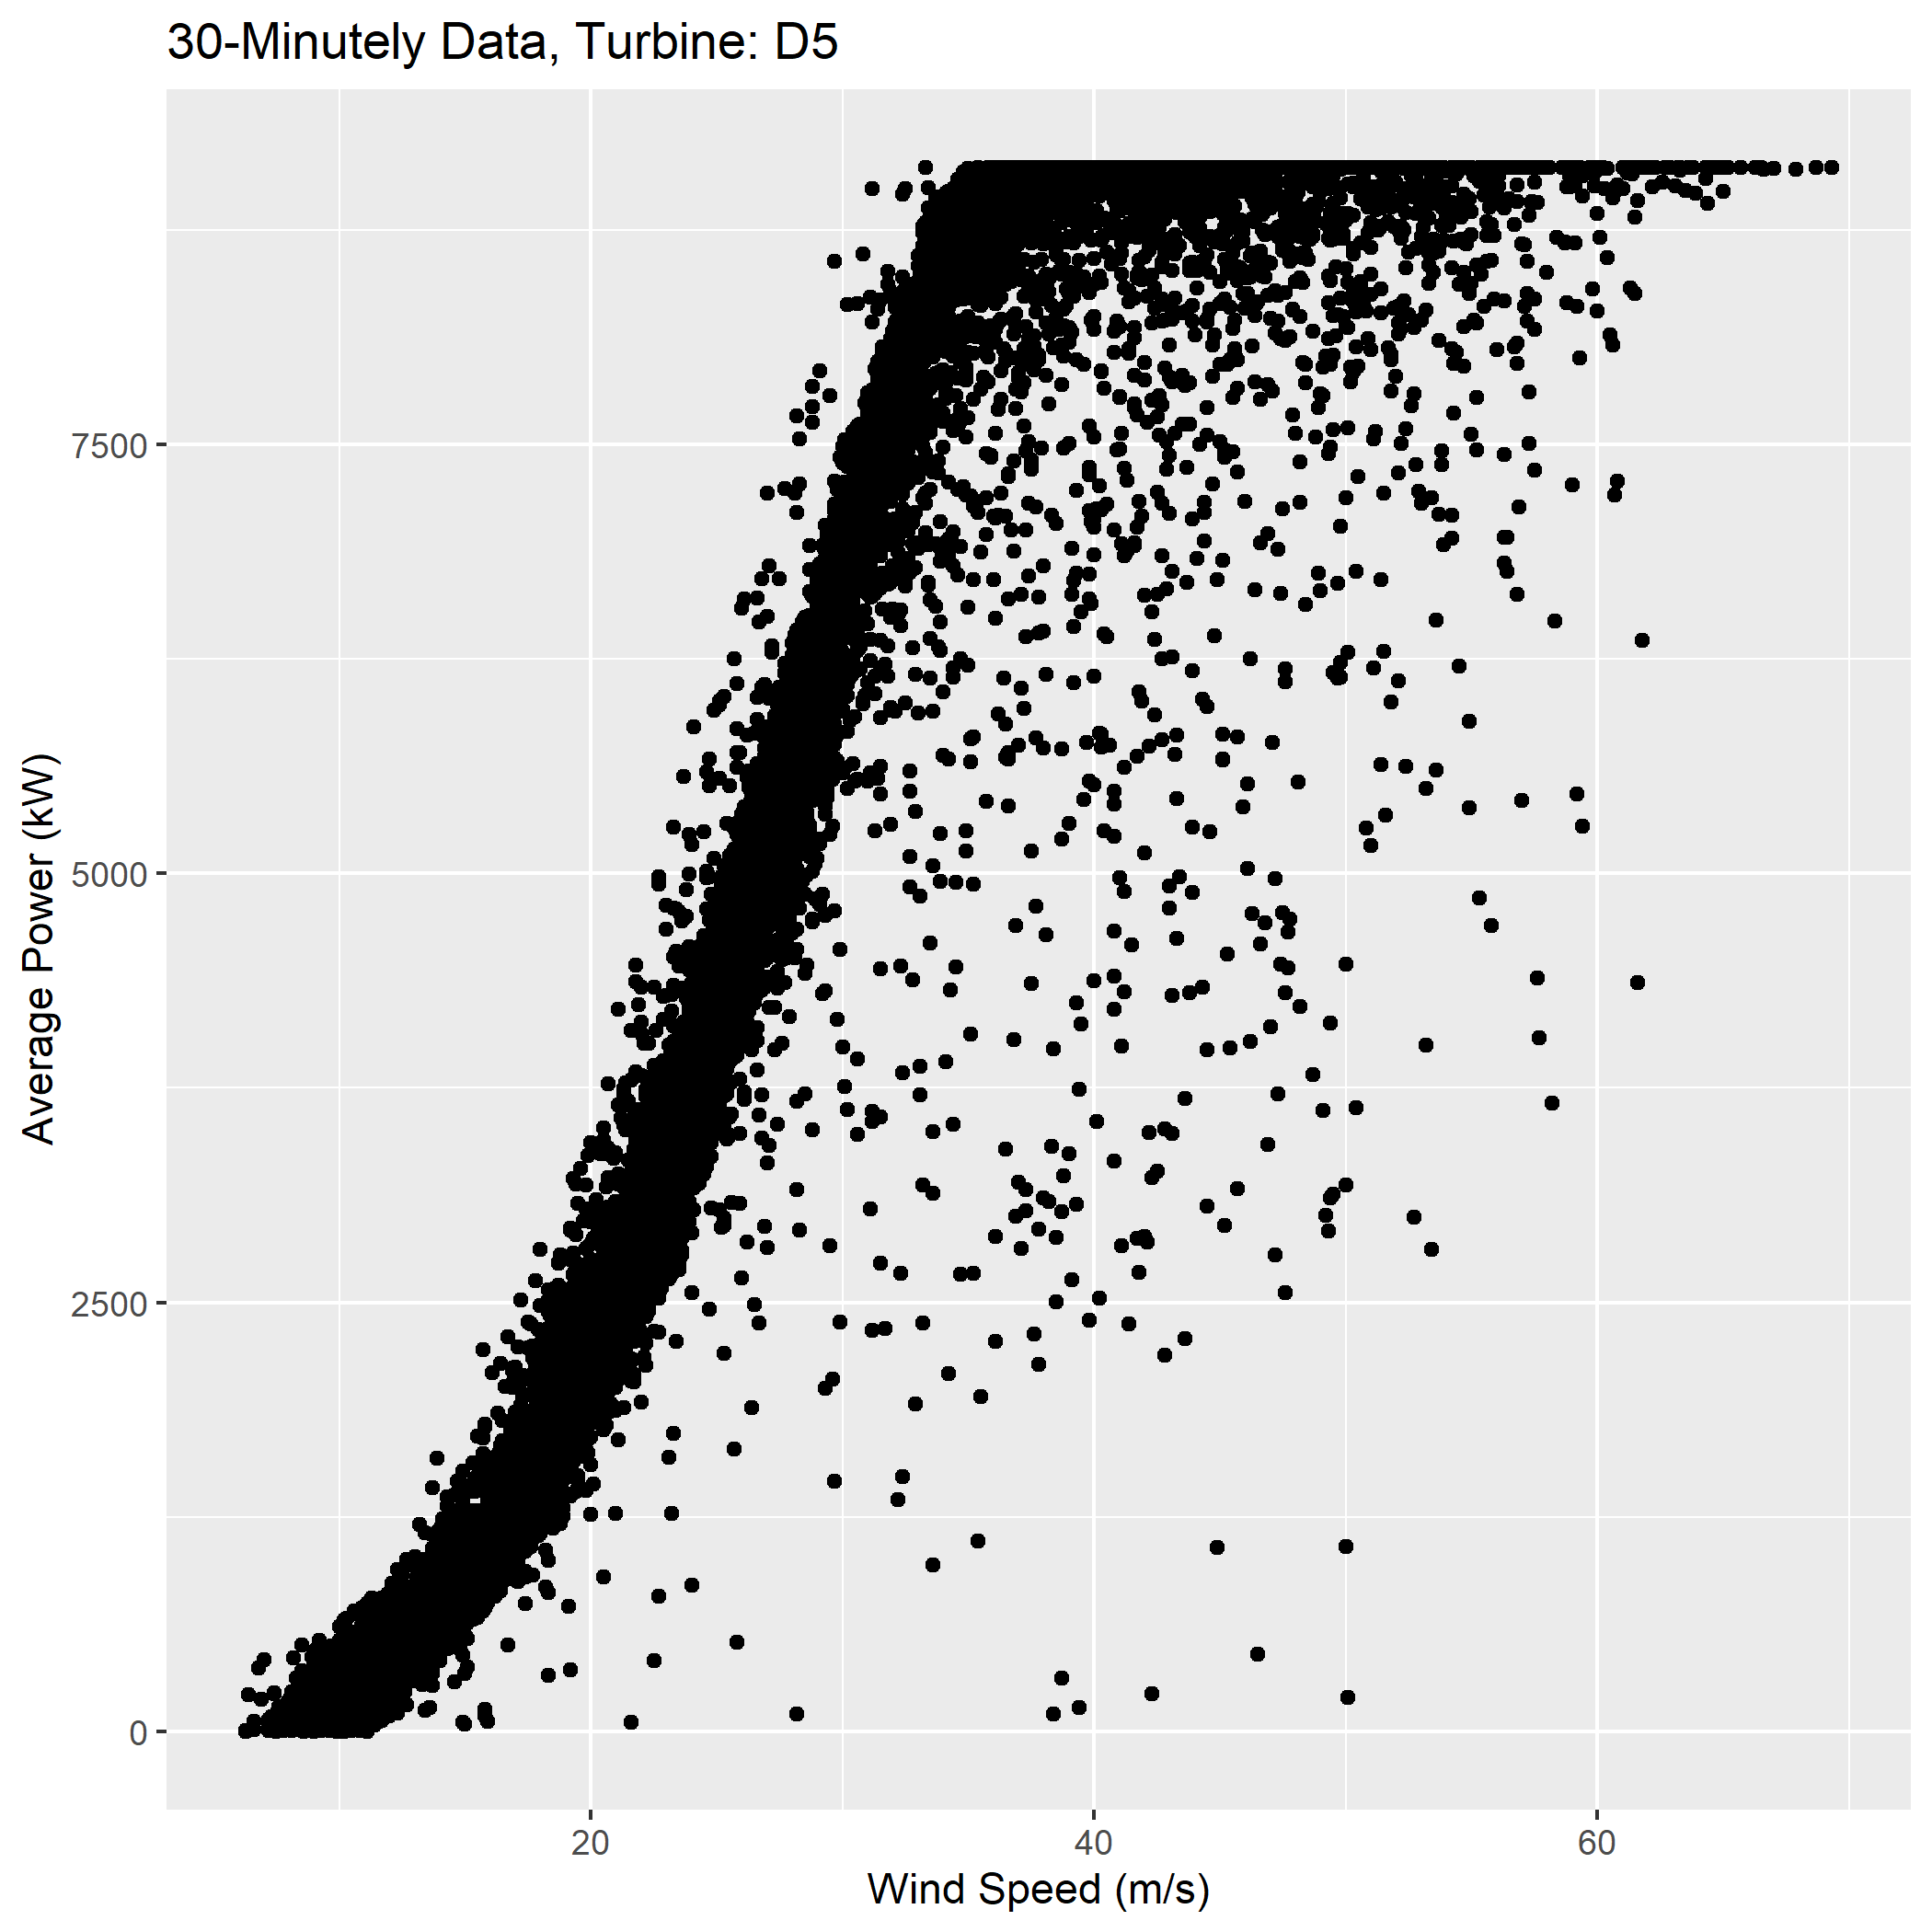 30-Minutely Data, Turbine: D5
Average Power (kW)
7500
5000
2500
0
20 40 60
Wind Speed (m/s)